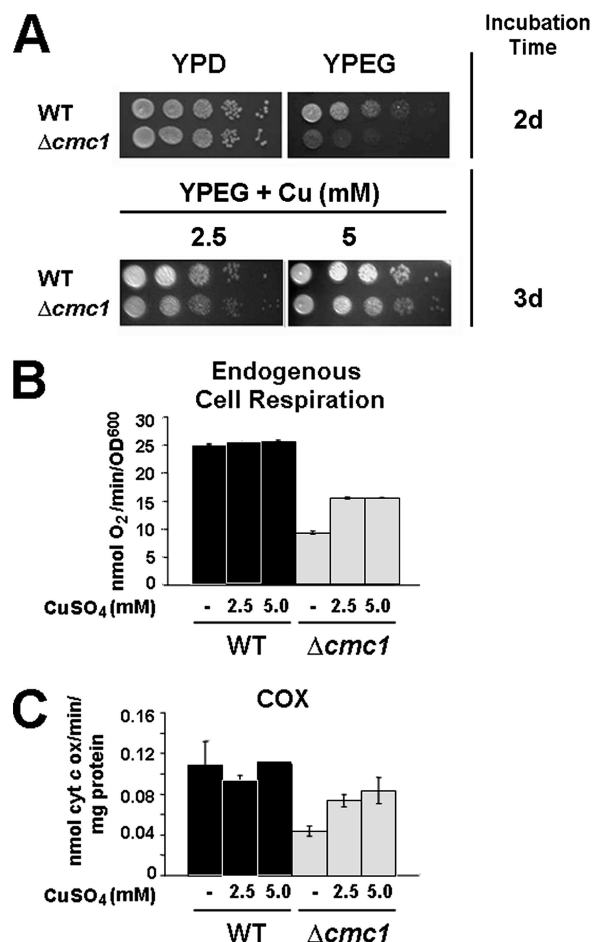 A
Incubation
Time
YPD YPEG
WT
Δcmc1
2d
YPEG + Cu (mM)
2.5 5
WT
Δcmc1
3d
B
Endogenous
Cell Respiration
nmol O2/min/OD600
30
25
20
15
10
5
0
CuSO4 (mM) - 2.5 5.0 - 2.5 5.0
WT Δcmc1
C
COX
nmol cyt c ox/min/
mg protein
0.16
0.12
0.08
0.04
0
CuSO4 (mM) - 2.5 5.0 - 2.5 5.0
WT Δcmc1